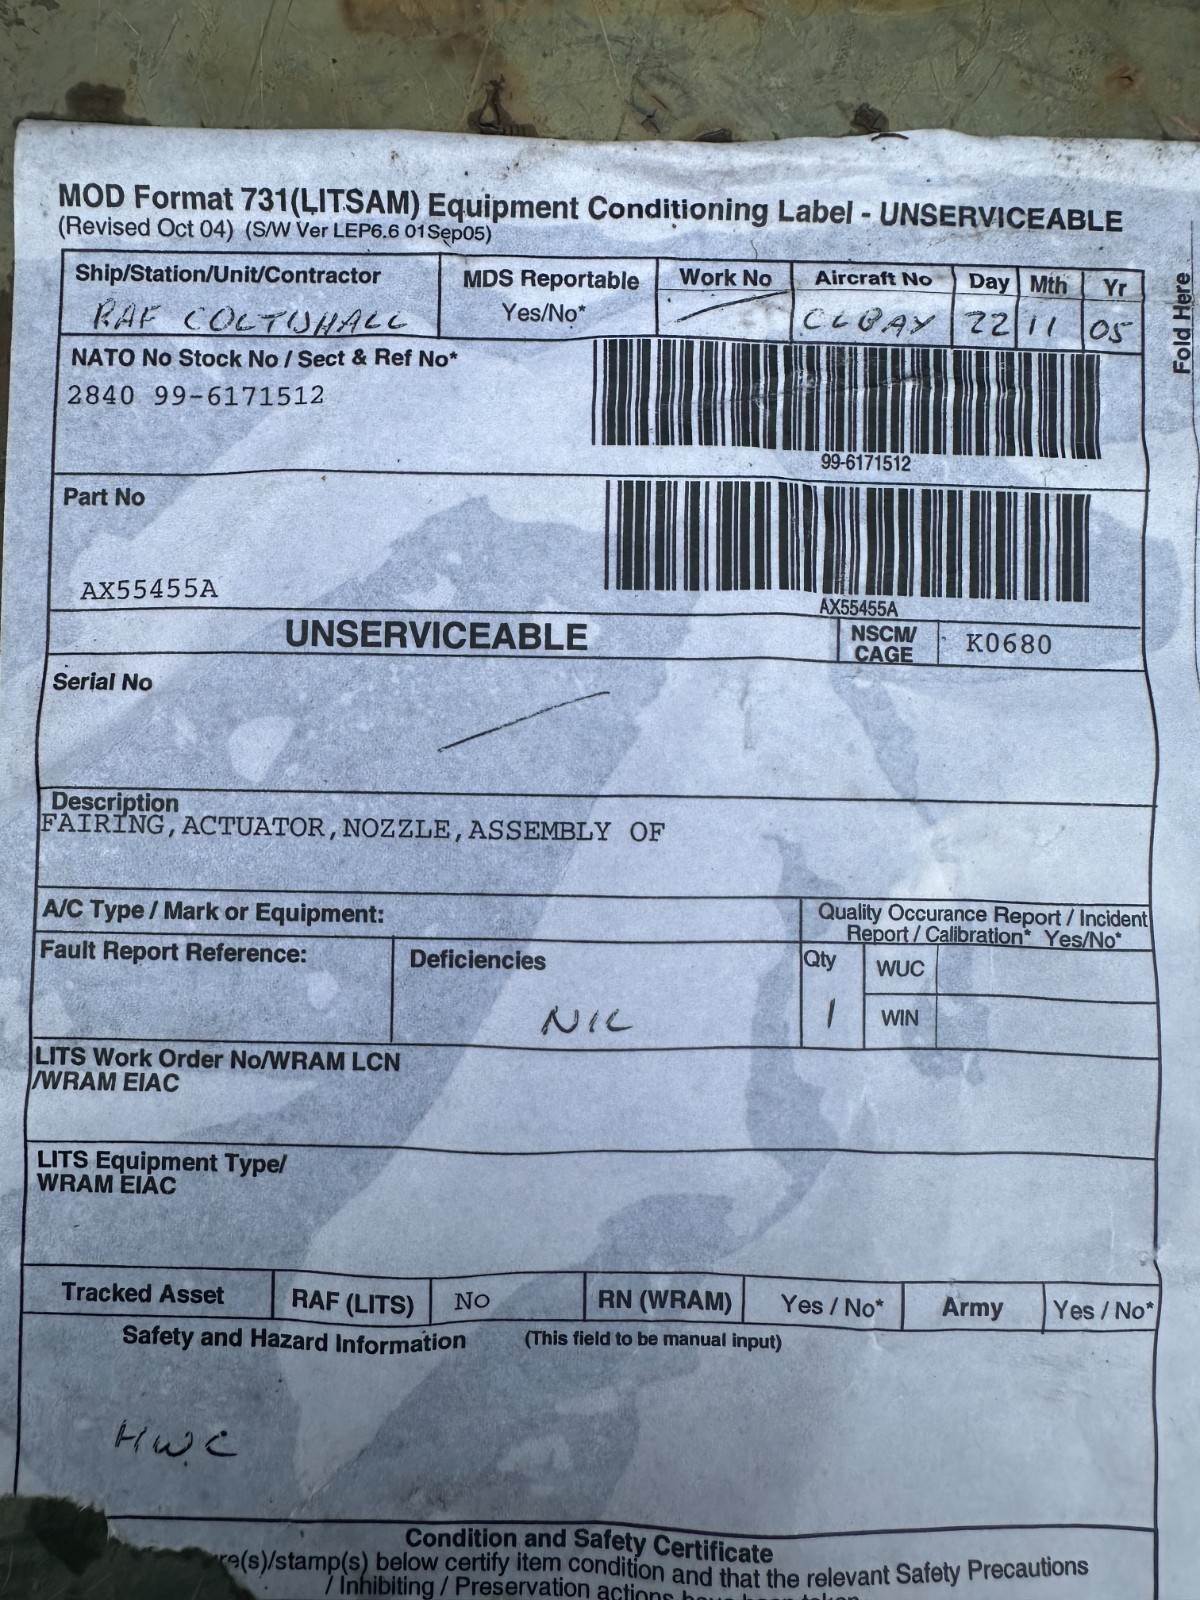 MOD Format 731(LITSAM) Equipment Conditioning Label - UNSERVICEABLE
(Revised Oct 04) (S/W Ver LEP6.6 01Sep05)
Fold Here
Ship/Station/Unit/Contractor MDS Reportable Work No Aircraft No Day Mth Yr
RAF COLTISHALL Yes/No* CLBAY 22 11 05
NATO No Stock No / Sect & Ref No*
2840 99-6171512
99-6171512
Part No
AX55455A
AX55455A
UNSERVICEABLE NSCM/ CAGE K0680
Serial No
Description
FAIRING,ACTUATOR,NOZZLE,ASSEMBLY OF
A/C Type / Mark or Equipment: Quality Occurance Report / Incident
Report / Calibration* Yes/No*
Fault Report Reference: Deficiencies Qty WUC
NIL 1 WIN
LITS Work Order No/WRAM LCN
/WRAM EIAC
LITS Equipment Type/
WRAM EIAC
Tracked Asset RAF (LITS) No RN (WRAM) Yes / No* Army Yes / No*
Safety and Hazard Information (This field to be manual input)
HWC
Condition and Safety Certificate
re(s)/stamp(s) below certify item condition and that the relevant Safety Precautions
/ Inhibiting / Preservation actions have been taken